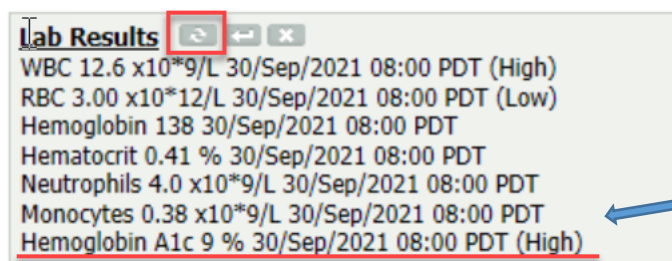 Lab Results
WBC 12.6 x10*9/L 30/Sep/2021 08:00 PDT (High)
RBC 3.00 x10*12/L 30/Sep/2021 08:00 PDT (Low)
Hemoglobin 138 30/Sep/2021 08:00 PDT
Hematocrit 0.41 % 30/Sep/2021 08:00 PDT
Neutrophils 4.0 x10*9/L 30/Sep/2021 08:00 PDT
Monocytes 0.38 x10*9/L 30/Sep/2021 08:00 PDT
Hemoglobin A1c 9 % 30/Sep/2021 08:00 PDT (High)